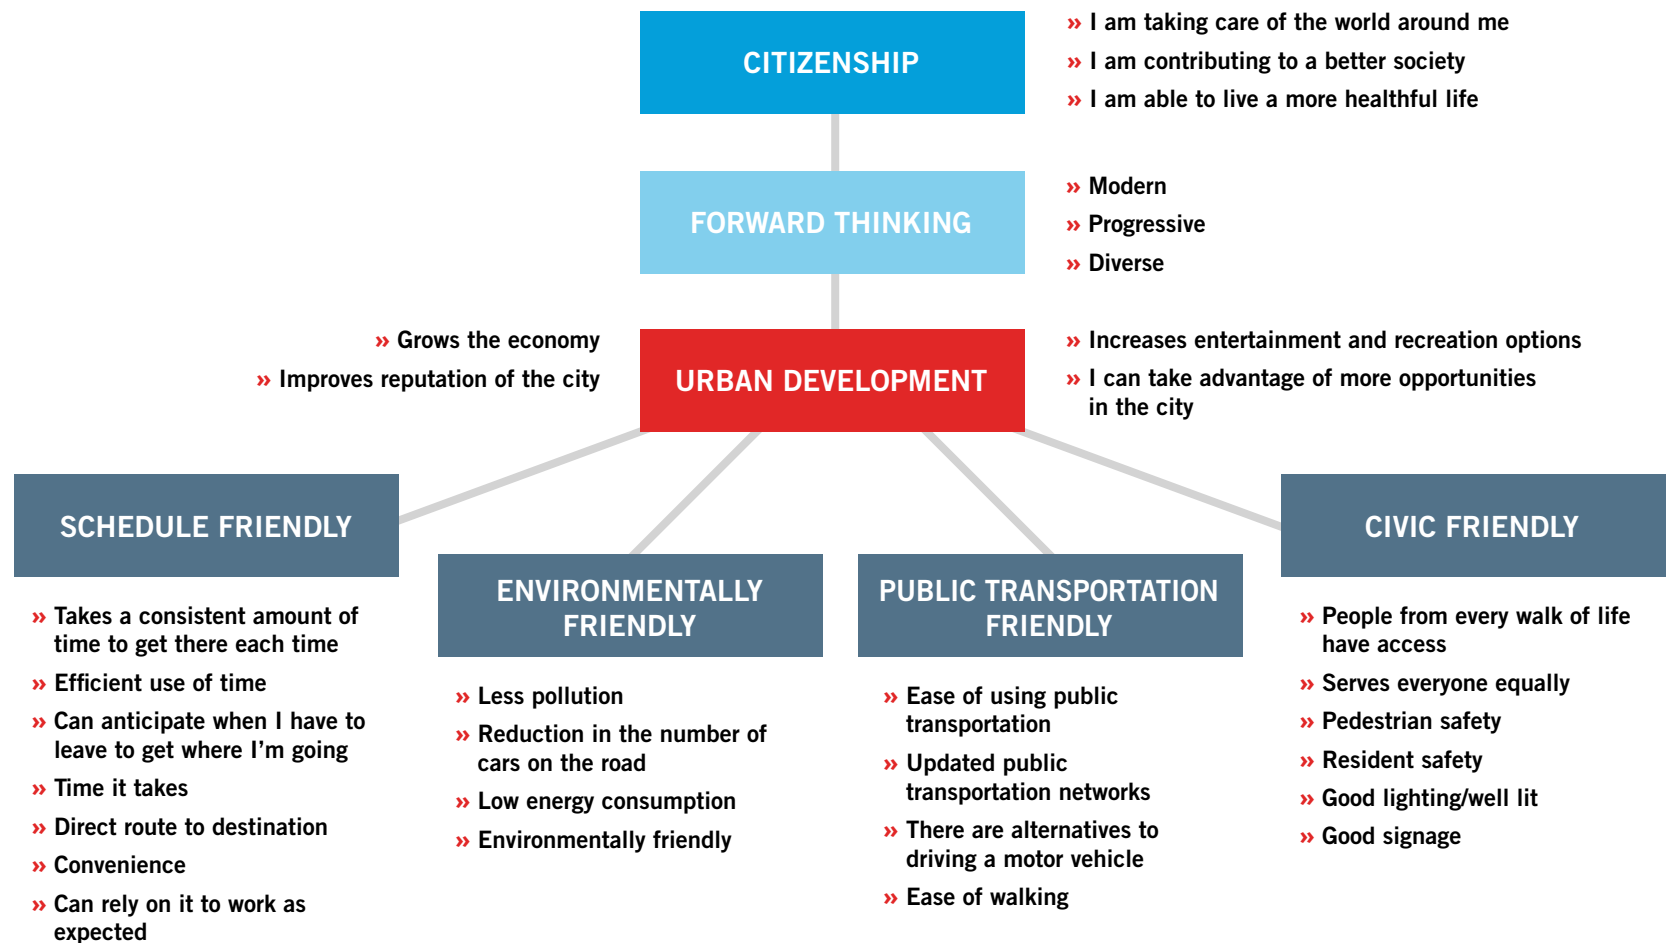 CITIZENSHIP
» I am taking care of the world around me
» I am contributing to a better society
» I am able to live a more healthful life
FORWARD THINKING
» Modern
» Progressive
» Diverse
» Grows the economy
» Improves reputation of the city
URBAN DEVELOPMENT
» Increases entertainment and recreation options
» I can take advantage of more opportunities
in the city
SCHEDULE FRIENDLY
» Takes a consistent amount of
time to get there each time
» Efficient use of time
» Can anticipate when I have to
leave to get where I’m going
» Time it takes
» Direct route to destination
» Convenience
» Can rely on it to work as
expected
ENVIRONMENTALLY
FRIENDLY
» Less pollution
» Reduction in the number of
cars on the road
» Low energy consumption
» Environmentally friendly
PUBLIC TRANSPORTATION
FRIENDLY
» Ease of using public
transportation
» Updated public
transportation networks
» There are alternatives to
driving a motor vehicle
» Ease of walking
CIVIC FRIENDLY
» People from every walk of life
have access
» Serves everyone equally
» Pedestrian safety
» Resident safety
» Good lighting/well lit
» Good signage